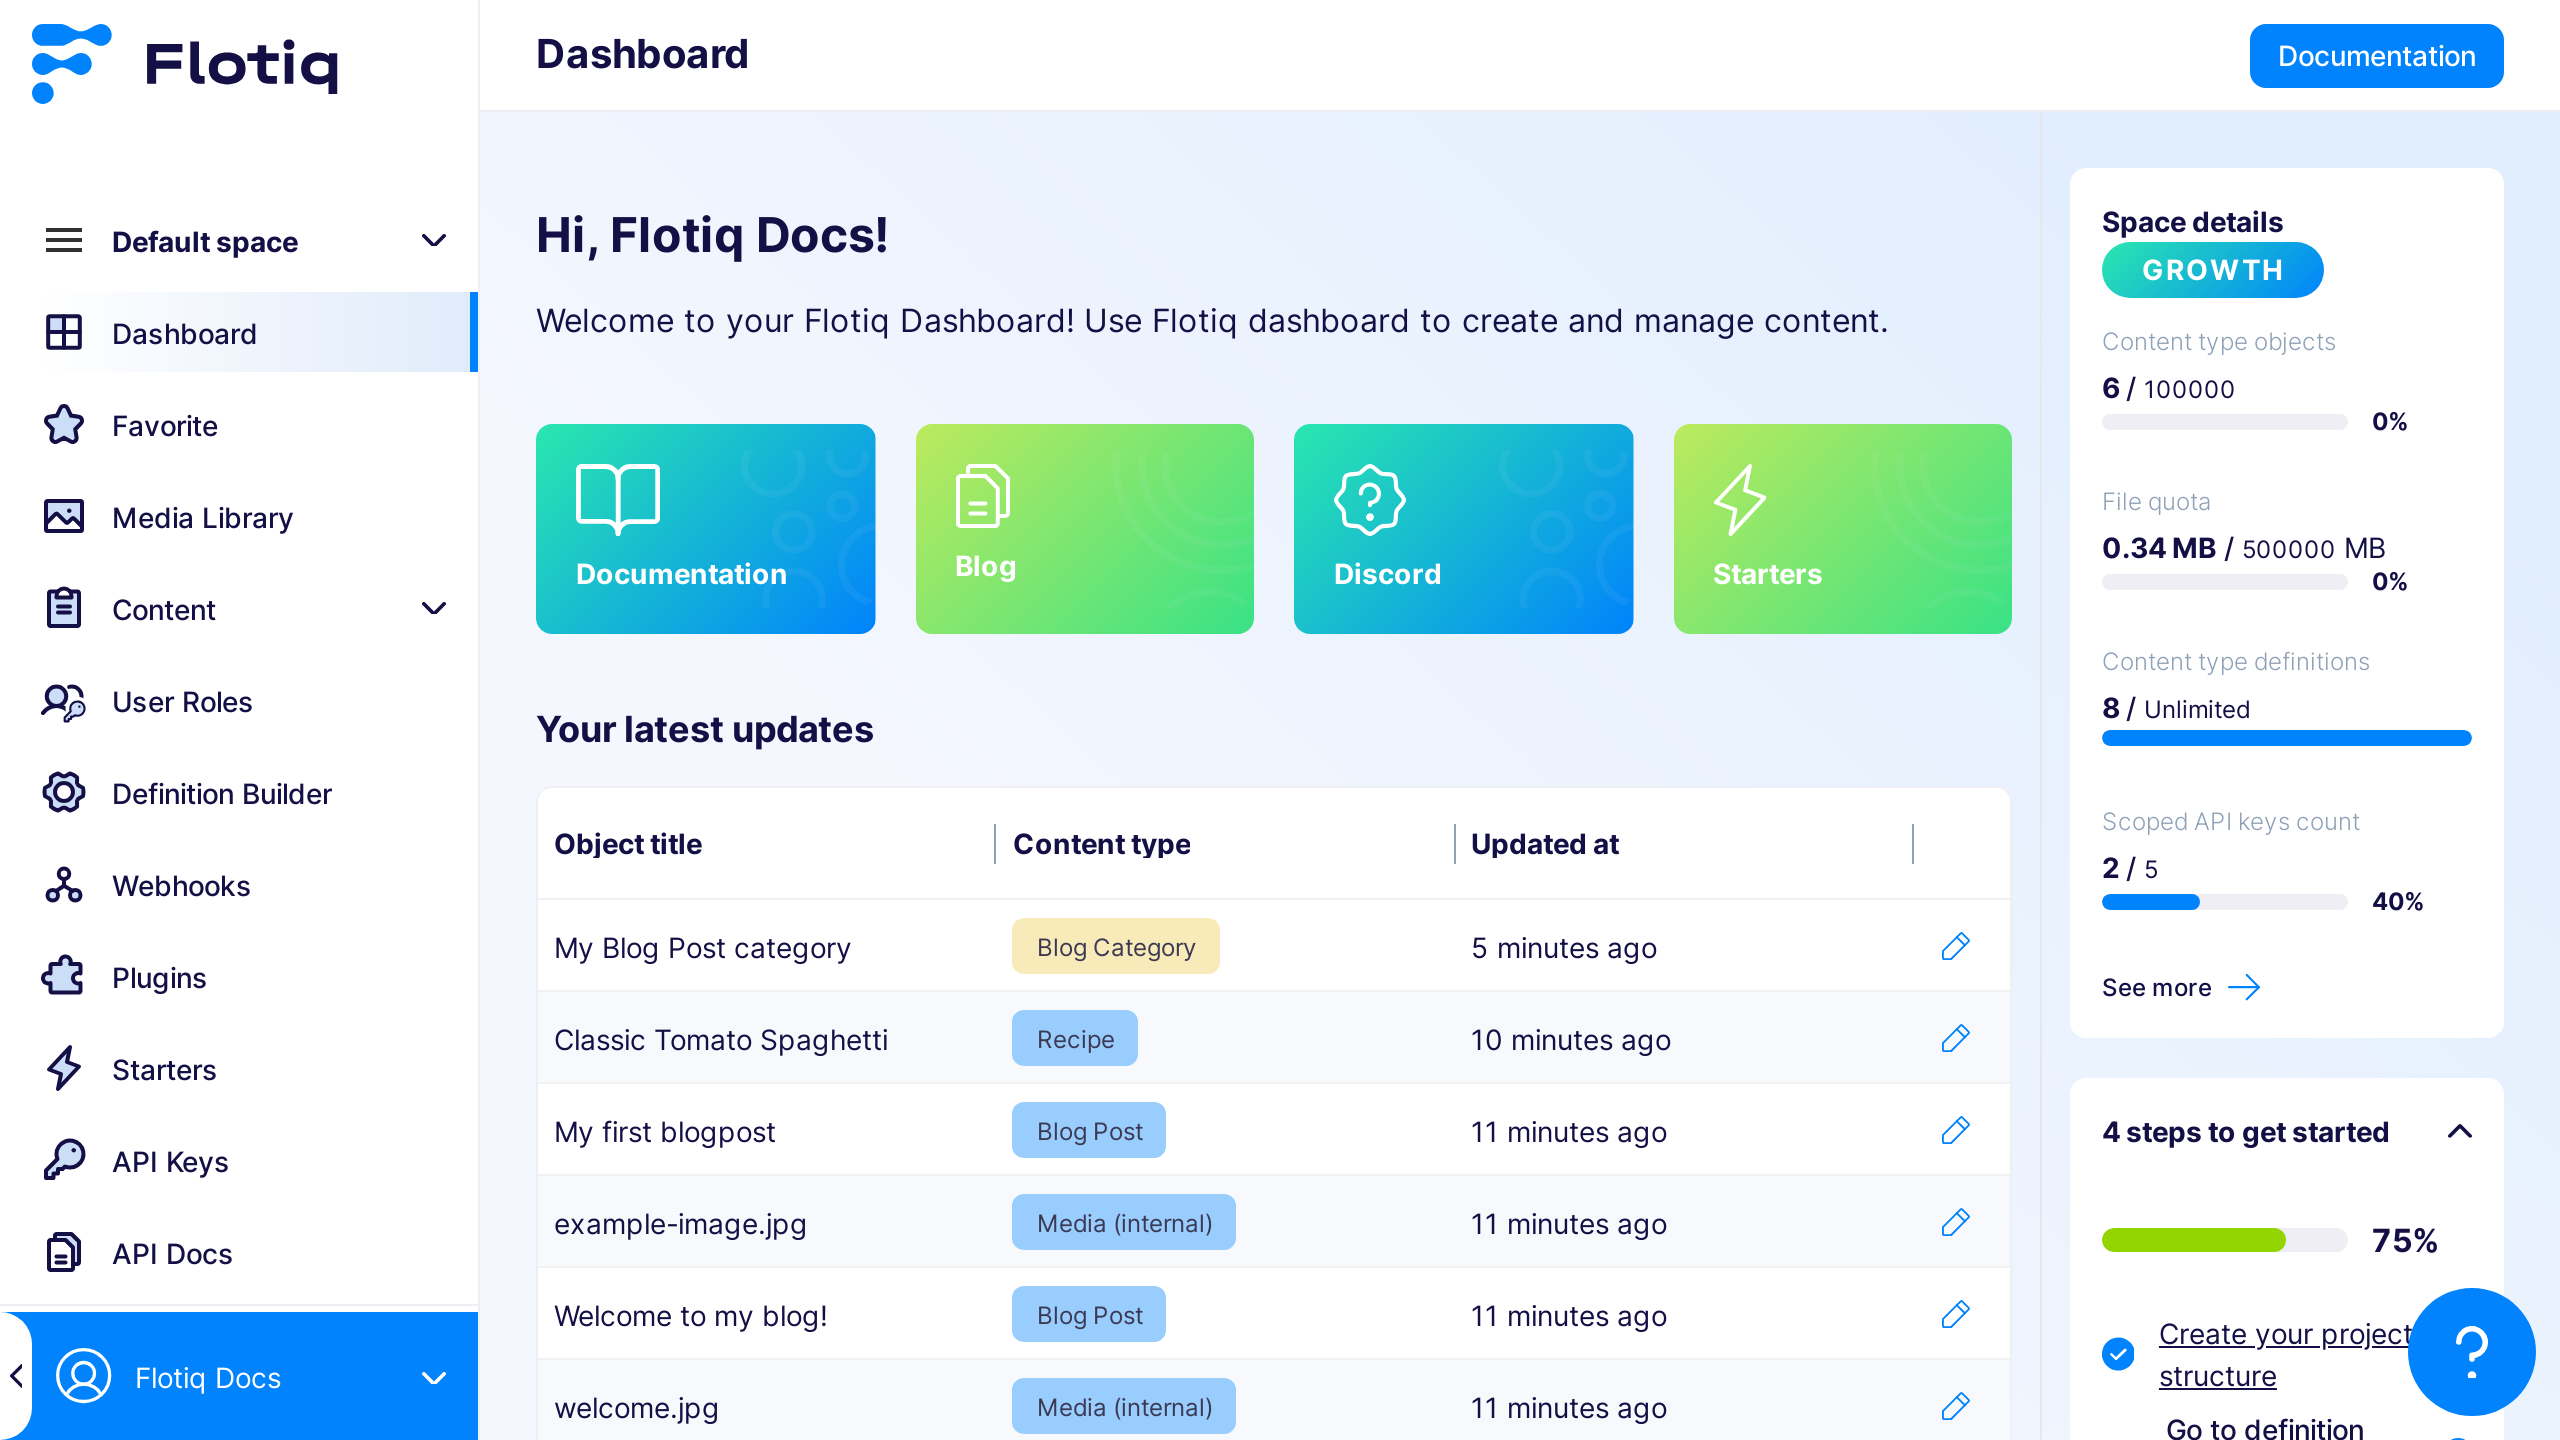 Flotiq
Default space
Dashboard
Favorite
Media Library
Content
User Roles
Definition Builder
Webhooks
Plugins
Starters
API Keys
API Docs
Flotiq Docs
Dashboard
Documentation
Hi, Flotiq Docs!
Welcome to your Flotiq Dashboard! Use Flotiq dashboard to create and manage content.
Documentation
Blog
Discord
Starters
Your latest updates
Object title Content type Updated at
My Blog Post category Blog Category 5 minutes ago
Classic Tomato Spaghetti Recipe 10 minutes ago
My first blogpost Blog Post 11 minutes ago
example-image.jpg Media (internal) 11 minutes ago
Welcome to my blog! Blog Post 11 minutes ago
welcome.jpg Media (internal) 11 minutes ago
Space details
GROWTH
Content type objects
6 / 100000
0%
File quota
0.34 MB / 500000 MB
0%
Content type definitions
8 / Unlimited
Scoped API keys count
2 / 5
40%
See more
4 steps to get started
75%
Create your project
structure
Go to definition